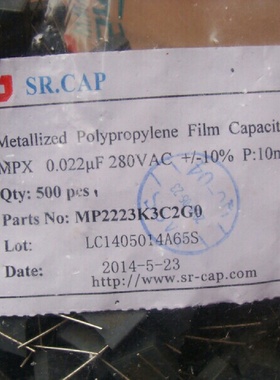 SR.CAP
Metallized Polypropylene Film Capacit
MPX 0.022µF 280VAC +/-10% P:10m
Qty: 500 pcs
Parts No: MP2223K3C2G0
Lot: LC1405014A65S
Date: 2014-5-23
http://www.sr-cap.com